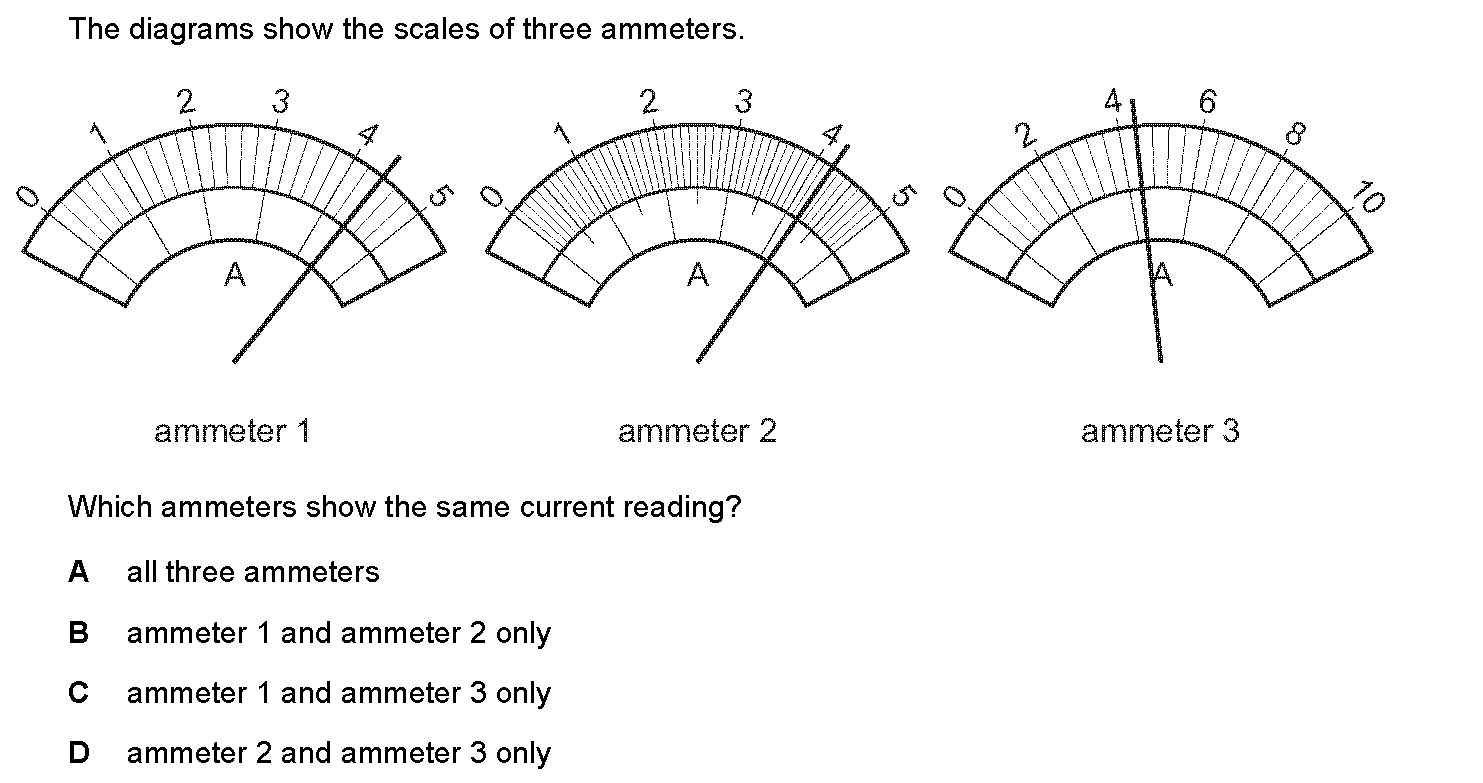 The diagrams show the scales of three ammeters.
0 1 2 3 4 5
A
ammeter 1
0 1 2 3 4 5
A
ammeter 2
0 2 4 6 8 10
A
ammeter 3
Which ammeters show the same current reading?
A all three ammeters
B ammeter 1 and ammeter 2 only
C ammeter 1 and ammeter 3 only
D ammeter 2 and ammeter 3 only